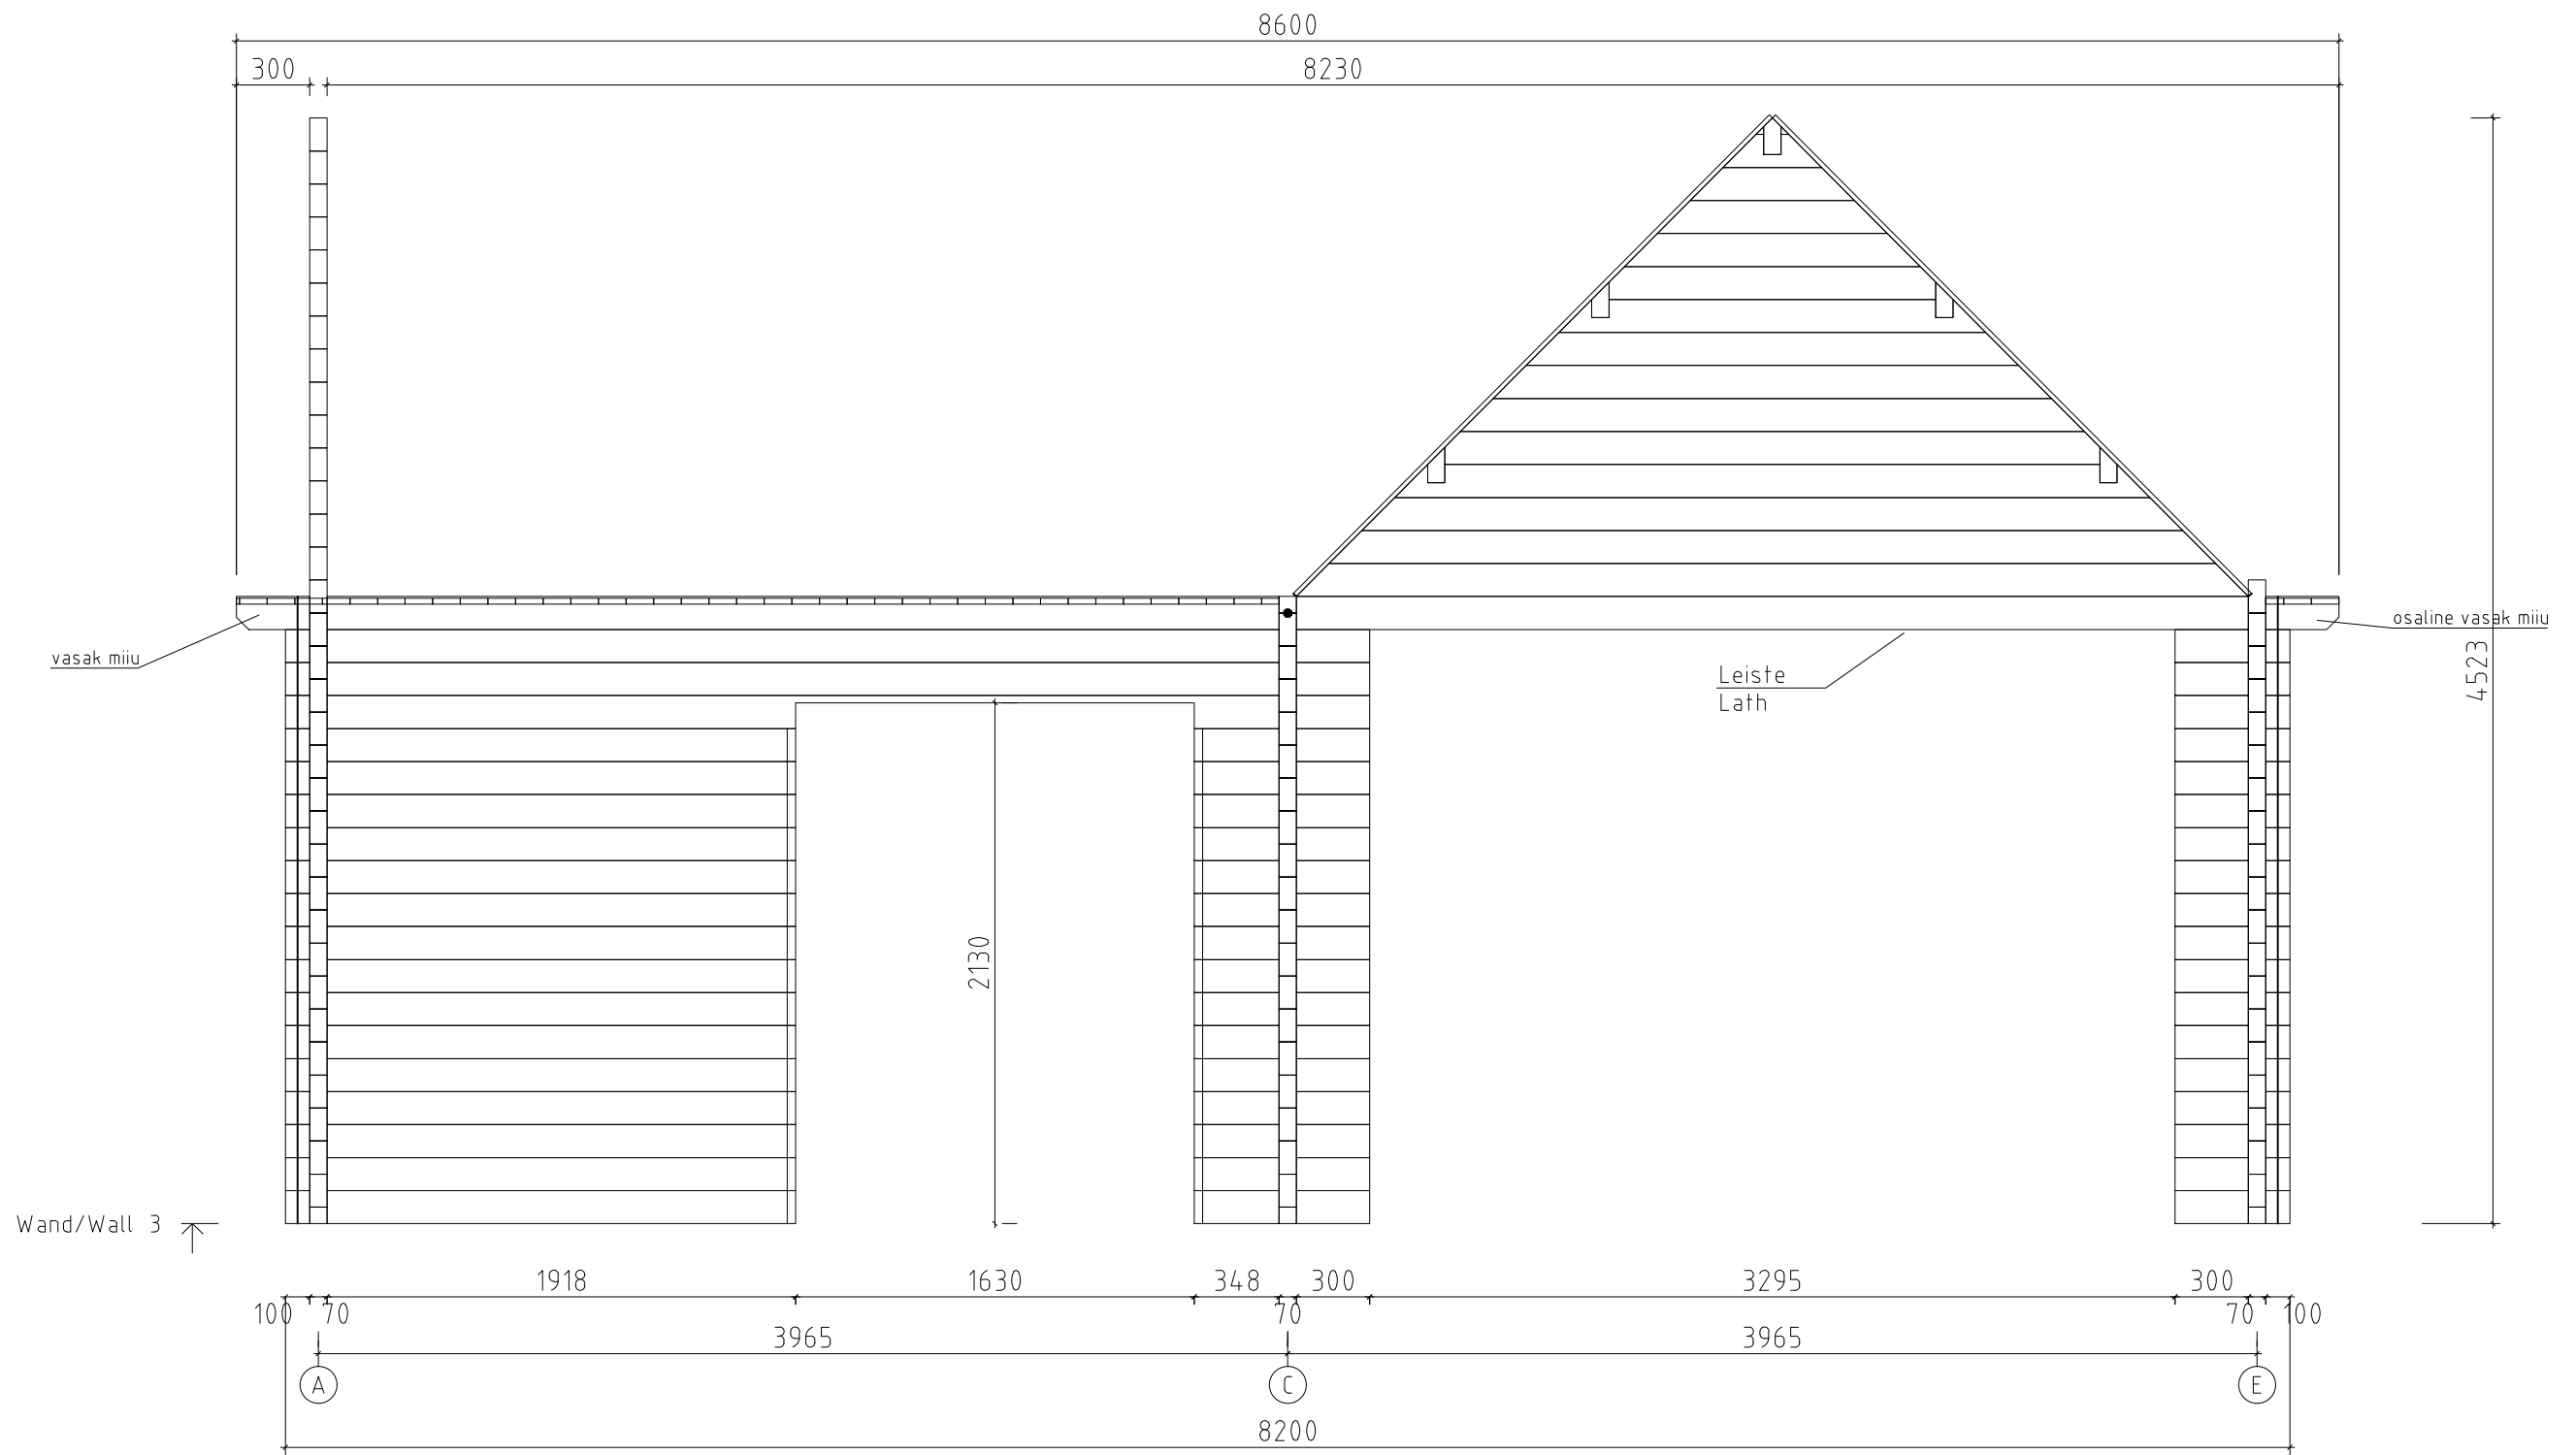 8600
300
8230
vasak miiu
osaline vasak miiu
Leiste
Lath
4523
2130
Wand/Wall 3
1918
1630
348
300
3295
300
100
70
70
70
100
3965
3965
A
C
E
8200